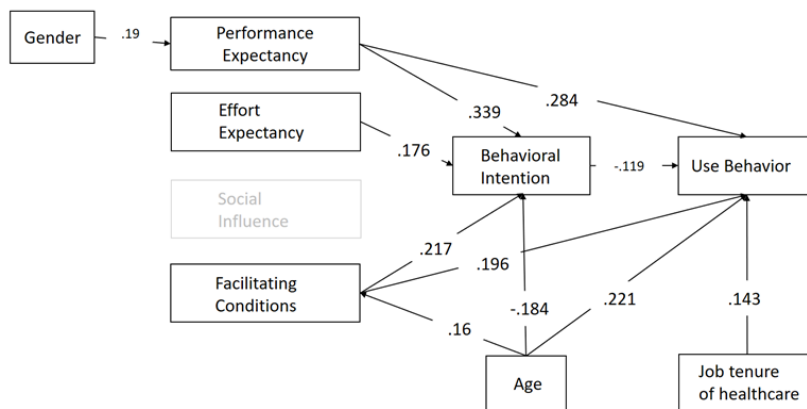 Gender
.19
Performance
Expectancy
.339
.284
Effort
Expectancy
.176
Behavioral
Intention
-.119
Use Behavior
Social
Influence
.217
.196
Facilitating
Conditions
.16
-.184
.221
.143
Age
Job tenure
of healthcare